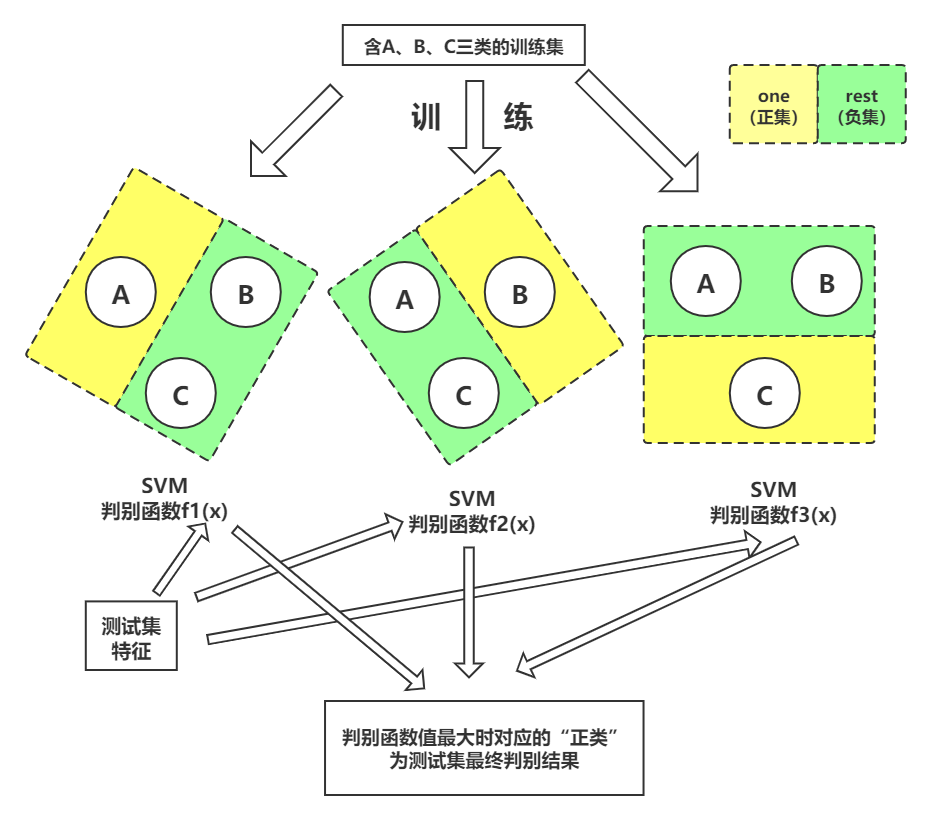 含A、B、C三类的训练集
one
（正集）
rest
（负集）
训 练
A
B
C
A
B
C
A
B
C
SVM
判别函数f1(x)
SVM
判别函数f2(x)
SVM
判别函数f3(x)
测试集
特征
判别函数值最大时对应的“正类”
为测试集最终判别结果